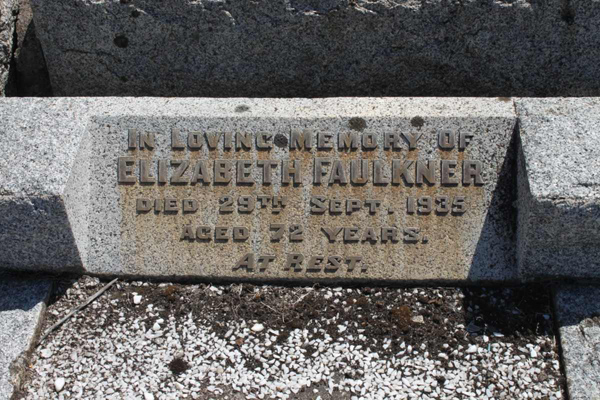 IN LOVING MEMORY OF
ELIZABETH FAULKNER
DIED 29TH SEPT. 1935
AGED 72 YEARS.
AT REST.